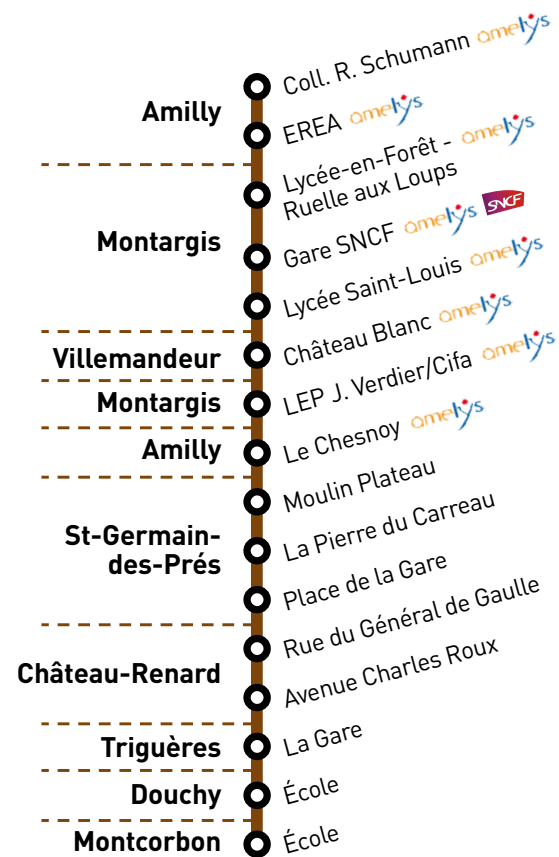 Amilly
Coll. R. Schumann amelys
EREA amelys
Montargis
Lycée-en-Forêt - amelys
Ruelle aux Loups
Gare SNCF amelys SNCF
Lycée Saint-Louis amelys
Villemandeur
Château Blanc amelys
Montargis
LEP J. Verdier/Cifa amelys
Amilly
Le Chesnoy amelys
St-Germain-
des-Prés
Moulin Plateau
La Pierre du Carreau
Place de la Gare
Château-Renard
Rue du Général de Gaulle
Avenue Charles Roux
Triguères
La Gare
Douchy
École
Montcorbon
École